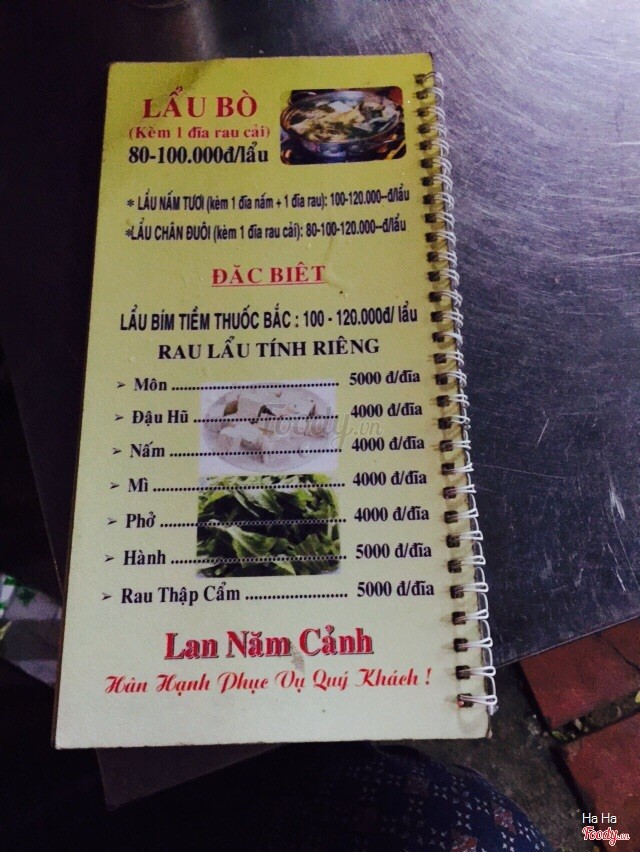 LẨU BÒ
(Kèm 1 đĩa rau cải)
80-100.000đ/lẩu
* LẨU NẤM TƯƠI (kèm 1 đĩa nấm + 1 đĩa rau): 100-120.000–đ/lẩu
*LẨU CHÂN ĐUÔI (kèm 1 đĩa rau cải): 80-100-120.000–đ/lẩu
ĐẶC BIỆT
LẨU BÍM TIỀM THUỐC BẮC : 100 - 120.000đ/ lẩu
RAU LẨU TÍNH RIÊNG
➢ Môn ........................ 5000 đ/đĩa
➢ Đậu Hũ ........................ 4000 đ/đĩa
➢ Nấm ........................ 4000 đ/đĩa
➢ Mì ........................ 4000 đ/đĩa
➢ Phở ........................ 4000 đ/đĩa
➢ Hành ........................ 5000 đ/đĩa
➢ Rau Thập Cẩm ........................ 5000 đ/đĩa
Lan Năm Cảnh
Hân Hạnh Phục Vụ Quý Khách !
Foody.vn
Ha Ha
Foody.vn